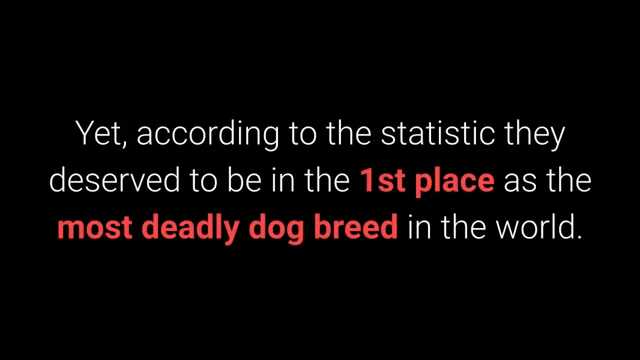 Yet, according to the statistic they
deserved to be in the 1st place as the
most deadly dog breed in the world.